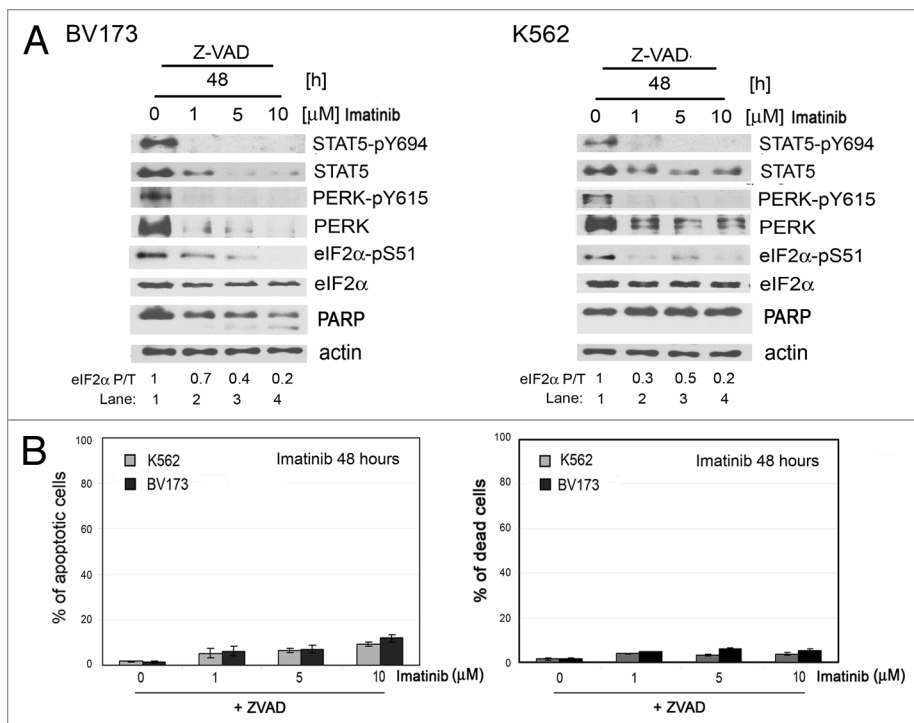 A
BV173
Z-VAD
48 [h]
0 1 5 10 [μM] Imatinib
STAT5-pY694
STAT5
PERK-pY615
PERK
eIF2α-pS51
eIF2α
PARP
actin
eIF2α P/T 1 0.7 0.4 0.2
Lane: 1 2 3 4
K562
Z-VAD
48 [h]
0 1 5 10 [μM] Imatinib
STAT5-pY694
STAT5
PERK-pY615
PERK
eIF2α-pS51
eIF2α
PARP
actin
eIF2α P/T 1 0.3 0.5 0.2
Lane: 1 2 3 4
B
% of apoptotic cells
100
80
60
40
20
0
K562
BV173
Imatinib 48 hours
0 1 5 10 Imatinib (μM)
+ ZVAD
% of dead cells
100
80
60
40
20
0
K562
BV173
Imatinib 48 hours
0 1 5 10 Imatinib (μM)
+ ZVAD